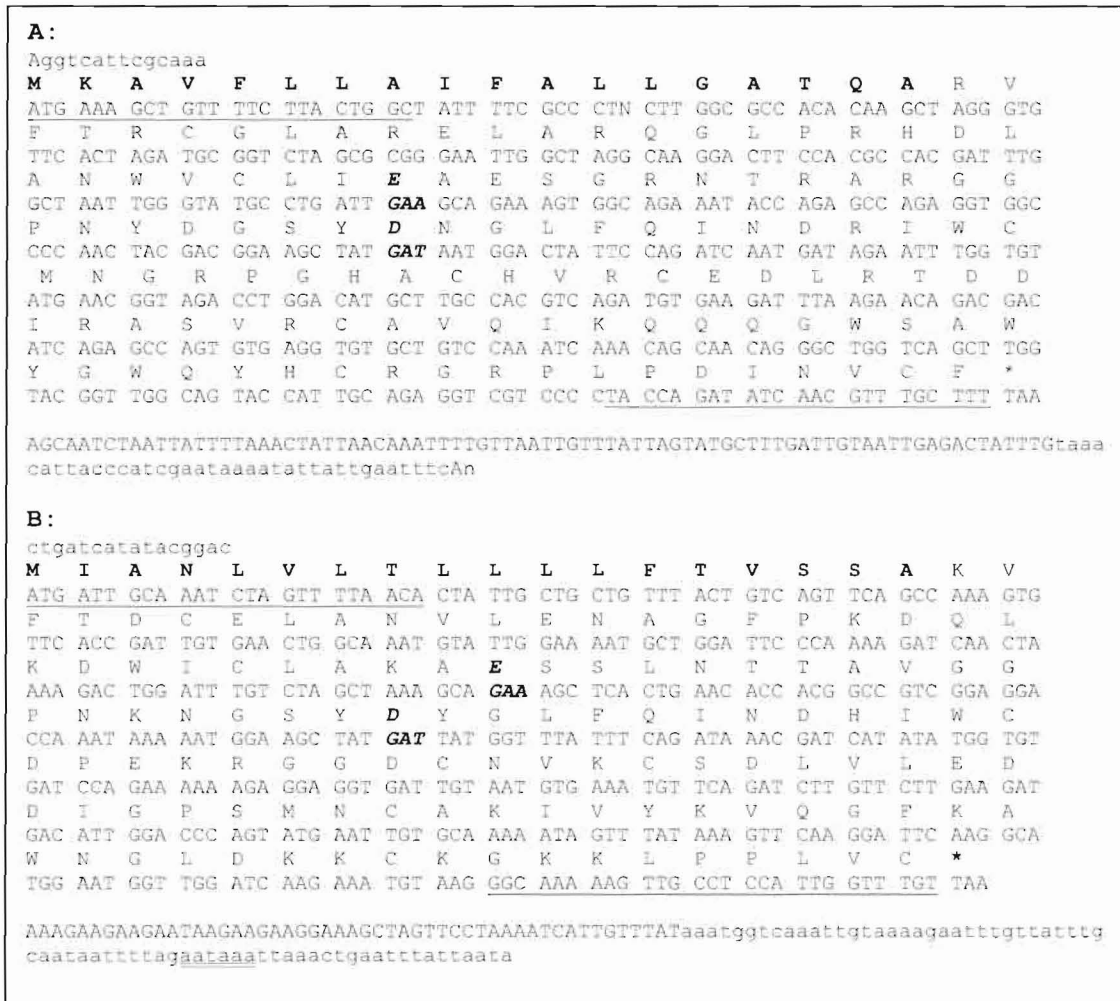 A:
Aggtcattcgcaaa
M K A V F L L A I F A L L G A T Q A R V
ATG AAA GCT GTT TTC TTA CTG GCT ATT TTC GCC CTN CTT GGC GCC ACA CAA GCT AGG GTG
F T R C G L A R E L A R Q G L P R H D L
TTC ACT AGA TGC GGT CTA GCG CGG GAA TTG GCT AGG CAA GGA CTT CCA CGC CAC GAT TTG
A N W V C L I E A E S G R N T R A R G G
GCT AAT TGG GTA TGC CTG ATT GAA GCA GAA AGT GGC AGA AAT ACC AGA GCC AGA GGT GGC
P N Y D G S Y D N G L F Q I N D R I W C
CCC AAC TAC GAC GGA AGC TAT GAT AAT GGA CTA TTC CAG ATC AAT GAT AGA ATT TGG TGT
M N G R P G H A C H V R C E D L R T D D
ATG AAC GGT AGA CCT GGA CAT GCT TGC CAC GTC AGA TGT GAA GAT TTA AGA ACA GAC GAC
I R A S V R C A V Q I K Q Q Q G W S A W
ATC AGA GCC AGT GTG AGG TGT GCT GTC CAA ATC AAA CAG CAA CAG GGC TGG TCA GCT TGG
Y G W Q Y H C R G R P L P D I N V C F *
TAC GGT TGG CAG TAC CAT TGC AGA GGT CGT CCC CTA CCA GAT ATC AAC GTT TGC TTT TAA
AGCAATCTAATTATTTTAAACTATTAACAAATTTTGTTAATTGTTTATTAGTATGCTTTGATTGTAATTGAGACTATTTGtaaa
cattacccatcgaataaaatattattgaatttcAn
B:
ctgatcatatacggac
M I A N L V L T L L L L F T V S S A K V
ATG ATT GCA AAT CTA GTT TTA ACA CTA TTG CTG CTG TTT ACT GTC AGT TCA GCC AAA GTG
F T D C E L A N V L E N A G F P K D Q L
TTC ACC GAT TGT GAA CTG GCA AAT GTA TTG GAA AAT GCT GGA TTC CCA AAA GAT CAA CTA
K D W I C L A K A E S S L N T T A V G G
AAA GAC TGG ATT TGT CTA GCT AAA GCA GAA AGC TCA CTG AAC ACC ACG GCC GTC GGA GGA
P N K N G S Y D Y G L F Q I N D H I W C
CCA AAT AAA AAT GGA AGC TAT GAT TAT GGT TTA TTT CAG ATA AAC GAT CAT ATA TGG TGT
D P E K R G G D C N V K C S D L V L E D
GAT CCA GAA AAA AGA GGA GGT GAT TGT AAT GTG AAA TGT TCA GAT CTT GTT CTT GAA GAT
D I G P S M N C A K I V Y K V Q G F K A
GAC ATT GGA CCC AGT ATG AAT TGT GCA AAA ATA GTT TAT AAA GTT CAA GGA TTC AAG GCA
W N G L D K K C K G K K L P P L V C *
TGG AAT GGT TGG ATC AAG AAA TGT AAG GGC AAA AAG TTG CCT CCA TTG GTT TGT TAA
AAAGAAGAAGAATAAGAAGAAGGAAAGCTAGTTCCTAAAATCATTGTTTATaaatggtcaaattgtaaaagaatttgttatttg
caataattttagaataaattaaactgaatttattaata